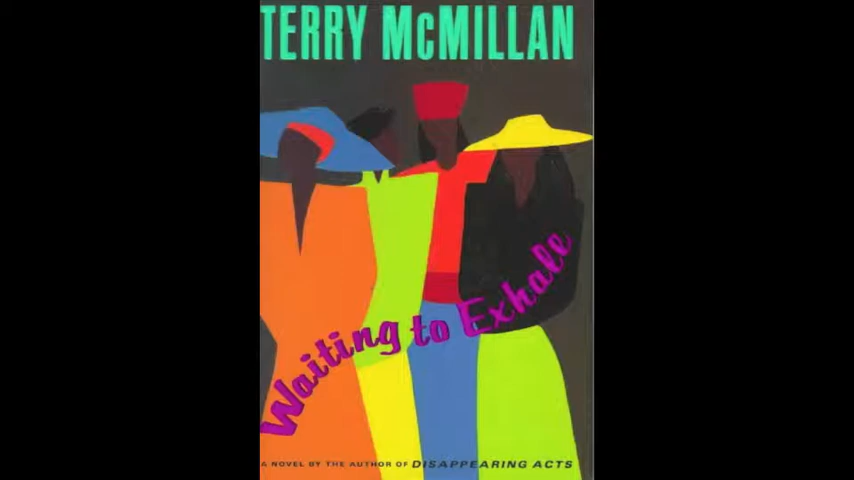 TERRY McMILLAN
Waiting to Exhale
A NOVEL BY THE AUTHOR OF DISAPPEARING ACTS